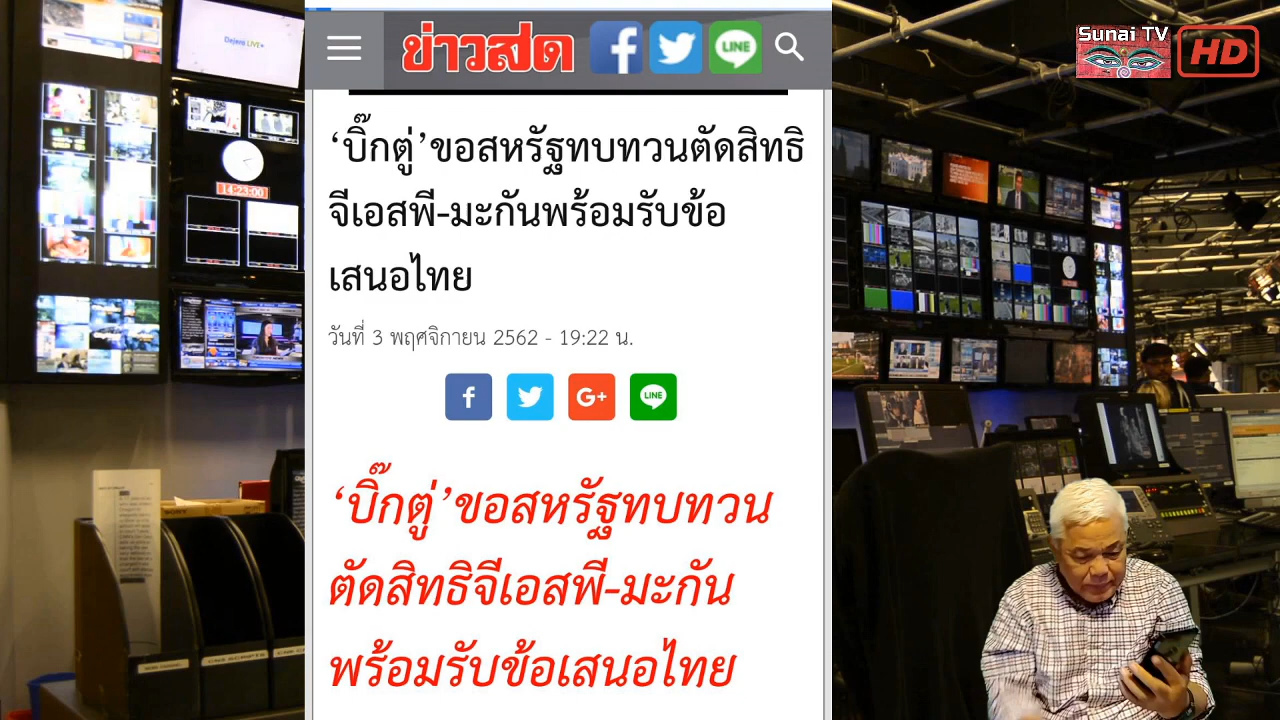 ข่าวสด
LINE
Sunai TV
HD
‘บิ๊กตู่’ขอสหรัฐทบทวนตัดสิทธิ
จีเอสพี-มะกันพร้อมรับข้อ
เสนอไทย
วันที่ 3 พฤศจิกายน 2562 - 19:22 น.
G+
LINE
‘บิ๊กตู่’ขอสหรัฐทบทวน
ตัดสิทธิจีเอสพี-มะกัน
พร้อมรับข้อเสนอไทย
14:23:00